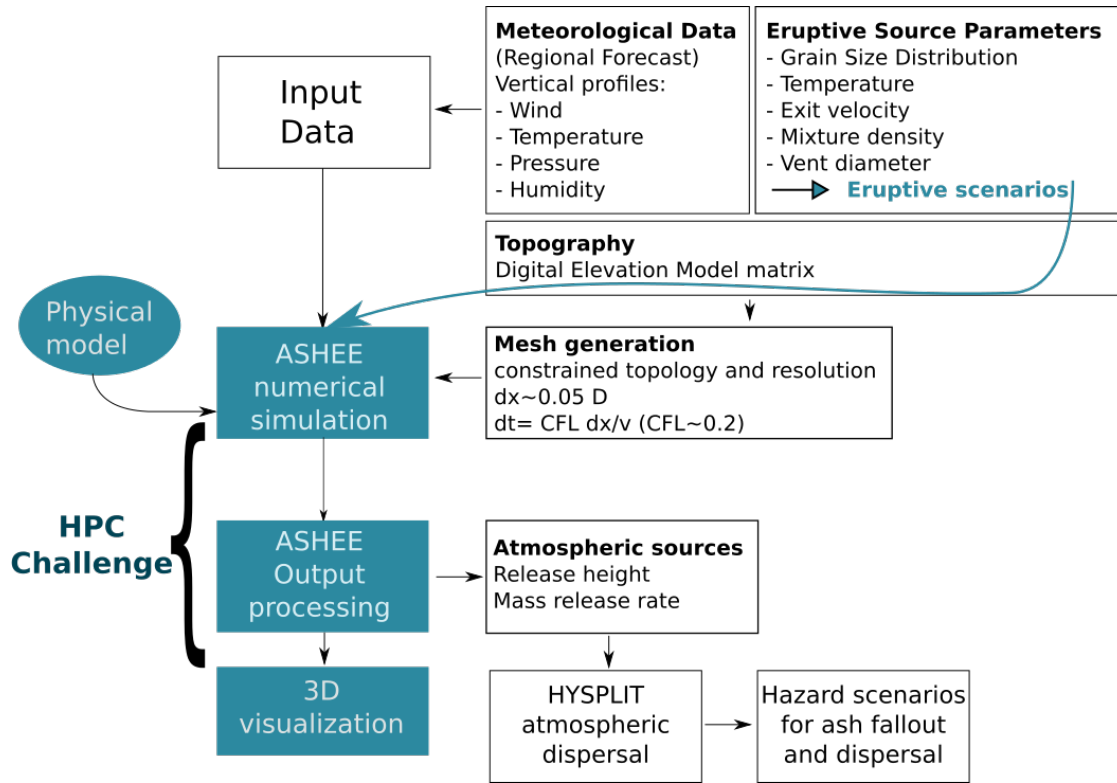 Input
Data
Meteorological Data
(Regional Forecast)
Vertical profiles:
- Wind
- Temperature
- Pressure
- Humidity
Eruptive Source Parameters
- Grain Size Distribution
- Temperature
- Exit velocity
- Mixture density
- Vent diameter
Eruptive scenarios
Topography
Digital Elevation Model matrix
Physical
model
ASHEE
numerical
simulation
Mesh generation
constrained topology and resolution
dx~0.05 D
dt= CFL dx/v (CFL~0.2)
HPC
Challenge
ASHEE
Output
processing
Atmospheric sources
Release height
Mass release rate
3D
visualization
HYSPLIT
atmospheric
dispersal
Hazard scenarios
for ash fallout
and dispersal